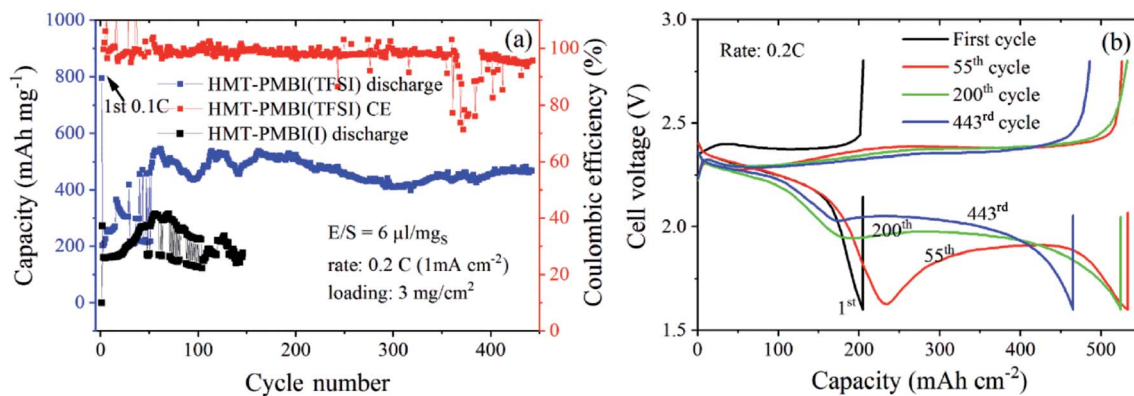 1000
800
600
400
200
0
Capacity (mAh mg⁻¹)
(a)
1st 0.1C
HMT-PMBI(TFSI) discharge
HMT-PMBI(TFSI) CE
HMT-PMBI(I) discharge
E/S = 6 μl/mgₛ
rate: 0.2 C (1mA cm⁻²)
loading: 3 mg/cm²
100
80
60
40
20
0
Coulombic efficiency (%)
0 100 200 300 400
Cycle number
3.0
2.5
2.0
1.5
Cell voltage (V)
Rate: 0.2C
First cycle
55ᵗʰ cycle
200ᵗʰ cycle
443ʳᵈ cycle
(b)
443ʳᵈ
200ᵗʰ
55ᵗʰ
1ˢᵗ
0 100 200 300 400 500
Capacity (mAh cm⁻²)